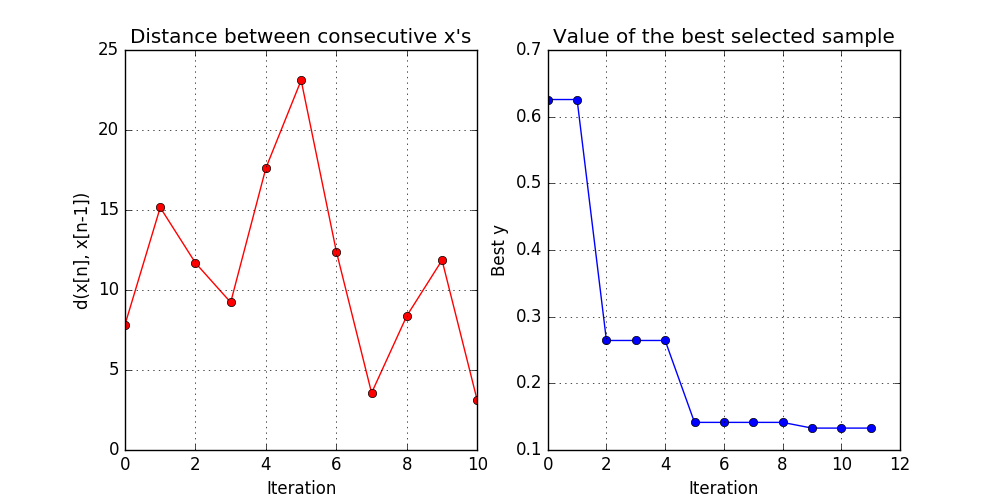 Distance between consecutive x's
d(x[n], x[n-1])
25
20
15
10
5
0
0 2 4 6 8 10
Iteration
Value of the best selected sample
Best y
0.7
0.6
0.5
0.4
0.3
0.2
0.1
0 2 4 6 8 10 12
Iteration